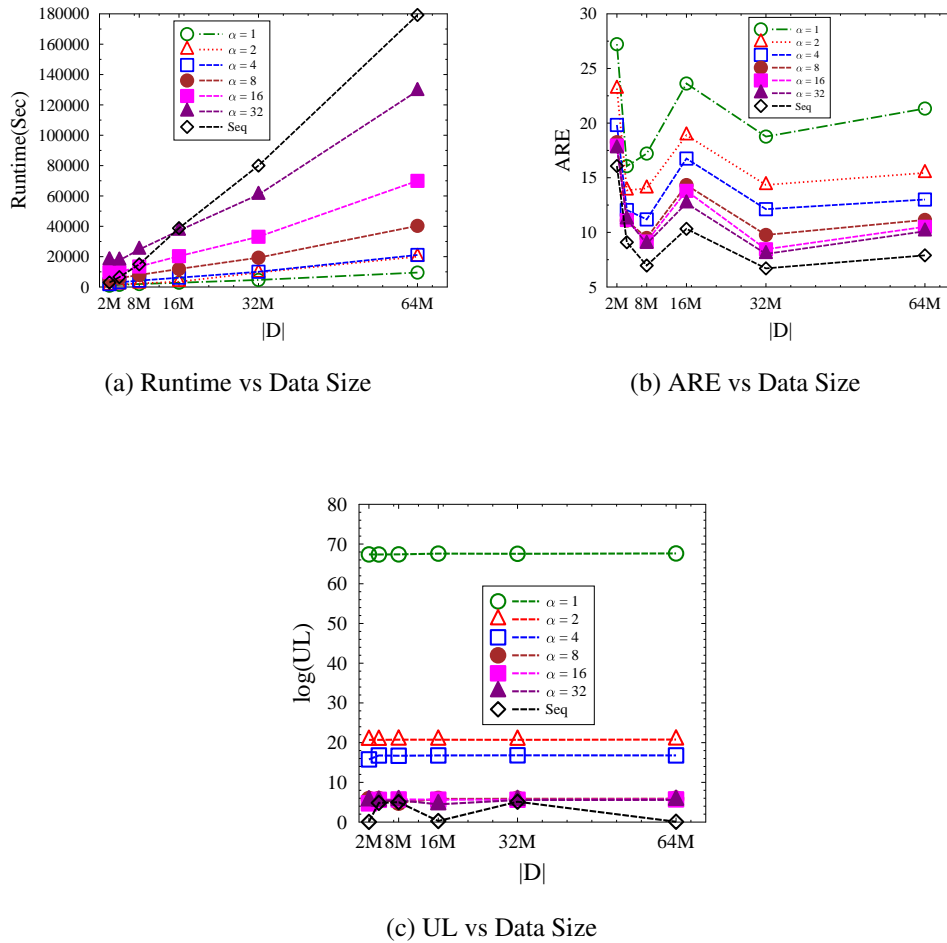 180000
160000
140000
120000
100000
80000
60000
40000
20000
0
Runtime(Sec)
α = 1
α = 2
α = 4
α = 8
α = 16
α = 32
Seq
2M 8M 16M 32M 64M
|D|
(a) Runtime vs Data Size
30
25
20
15
10
5
ARE
α = 1
α = 2
α = 4
α = 8
α = 16
α = 32
Seq
2M 8M 16M 32M 64M
|D|
(b) ARE vs Data Size
80
70
60
50
40
30
20
10
0
log(UL)
α = 1
α = 2
α = 4
α = 8
α = 16
α = 32
Seq
2M 8M 16M 32M 64M
|D|
(c) UL vs Data Size